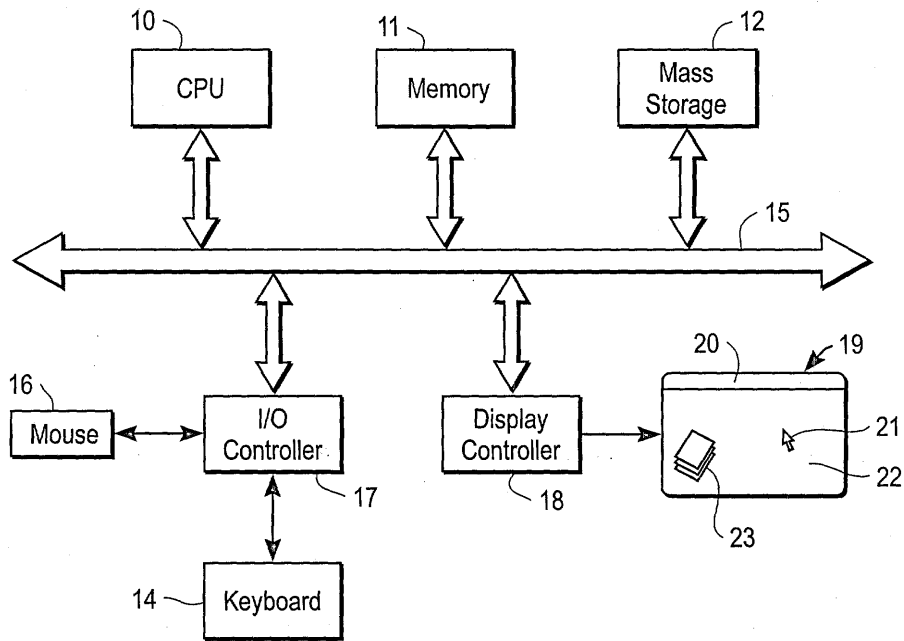 10
11
12
CPU
Memory
Mass
Storage
15
16
Mouse
I/O
Controller
17
Display
Controller
18
20
19
21
22
23
14
Keyboard